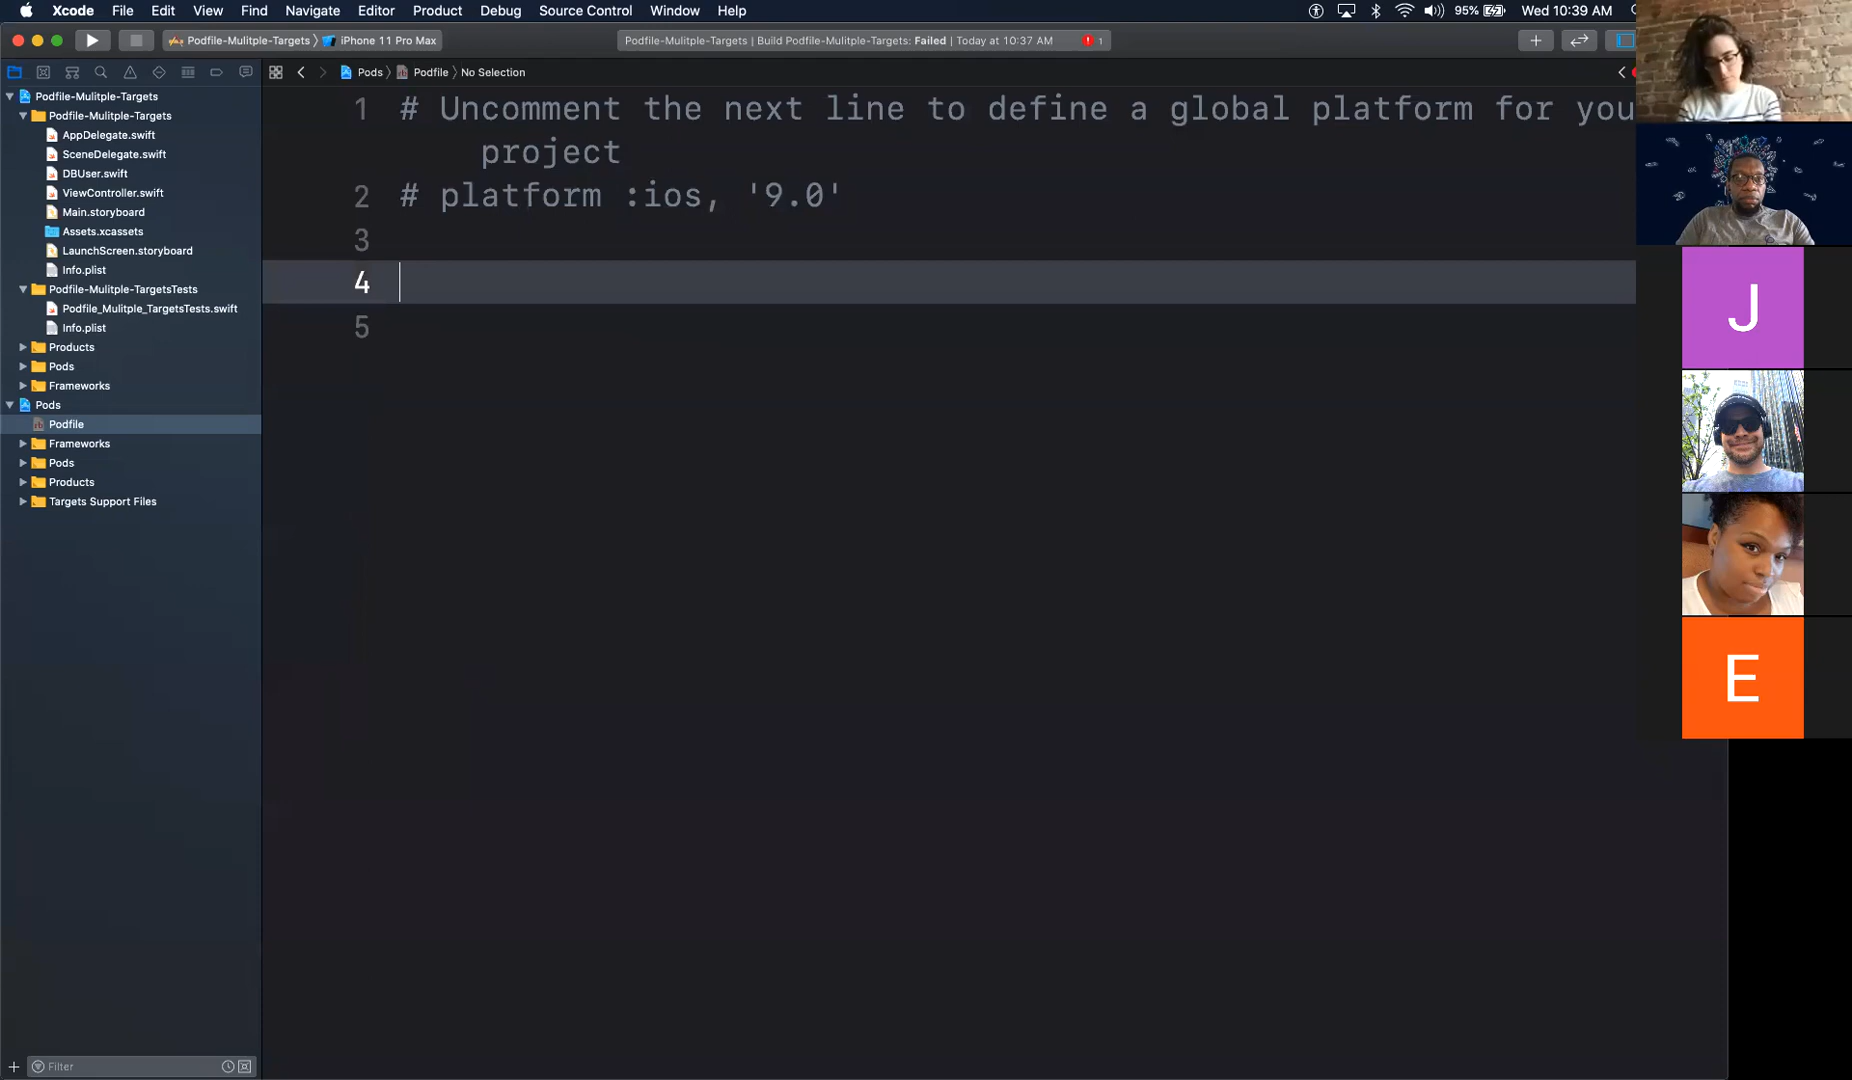 Xcode File Edit View Find Navigate Editor Product Debug Source Control Window Help 95% Wed 10:39 AM
Podfile-Mulitple-Targets iPhone 11 Pro Max Podfile-Mulitple-Targets | Build Podfile-Mulitple-Targets: Failed | Today at 10:37 AM 1
Pods Podfile No Selection
Podfile-Mulitple-Targets
Podfile-Mulitple-Targets
AppDelegate.swift
SceneDelegate.swift
DBUser.swift
ViewController.swift
Main.storyboard
Assets.xcassets
LaunchScreen.storyboard
Info.plist
Podfile-Mulitple-TargetsTests
Podfile_Mulitple_TargetsTests.swift
Info.plist
Products
Pods
Frameworks
Pods
Podfile
Frameworks
Pods
Products
Targets Support Files
Filter
1 # Uncomment the next line to define a global platform for you
project
2 # platform :ios, '9.0'
3
4
5
J
E